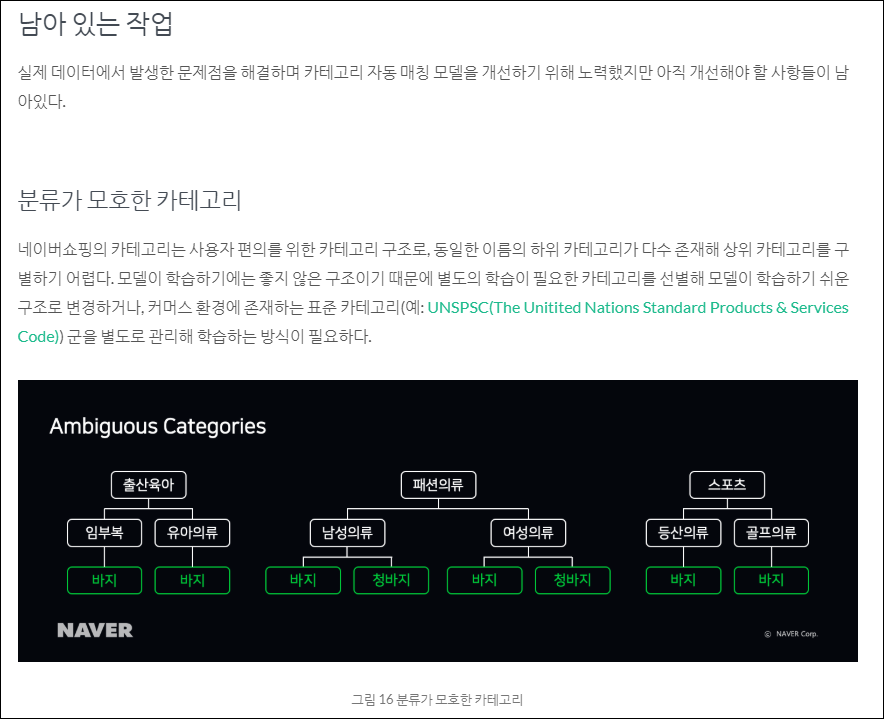 남아 있는 작업
실제 데이터에서 발생한 문제점을 해결하며 카테고리 자동 매칭 모델을 개선하기 위해 노력했지만 아직 개선해야 할 사항들이 남
아있다.
분류가 모호한 카테고리
네이버쇼핑의 카테고리는 사용자 편의를 위한 카테고리 구조로, 동일한 이름의 하위 카테고리가 다수 존재해 상위 카테고리를 구
별하기 어렵다. 모델이 학습하기에는 좋지 않은 구조이기 때문에 별도의 학습이 필요한 카테고리를 선별해 모델이 학습하기 쉬운
구조로 변경하거나, 커머스 환경에 존재하는 표준 카테고리(예: UNSPSC(The Unitited Nations Standard Products & Services
Code)) 군을 별도로 관리해 학습하는 방식이 필요하다.
Ambiguous Categories
출산육아 패션의류 스포츠
임부복 유아의류 남성의류 여성의류 등산의류 골프의류
바지 바지 바지 청바지 바지 청바지 바지 바지
NAVER
© NAVER Corp.
그림 16 분류가 모호한 카테고리